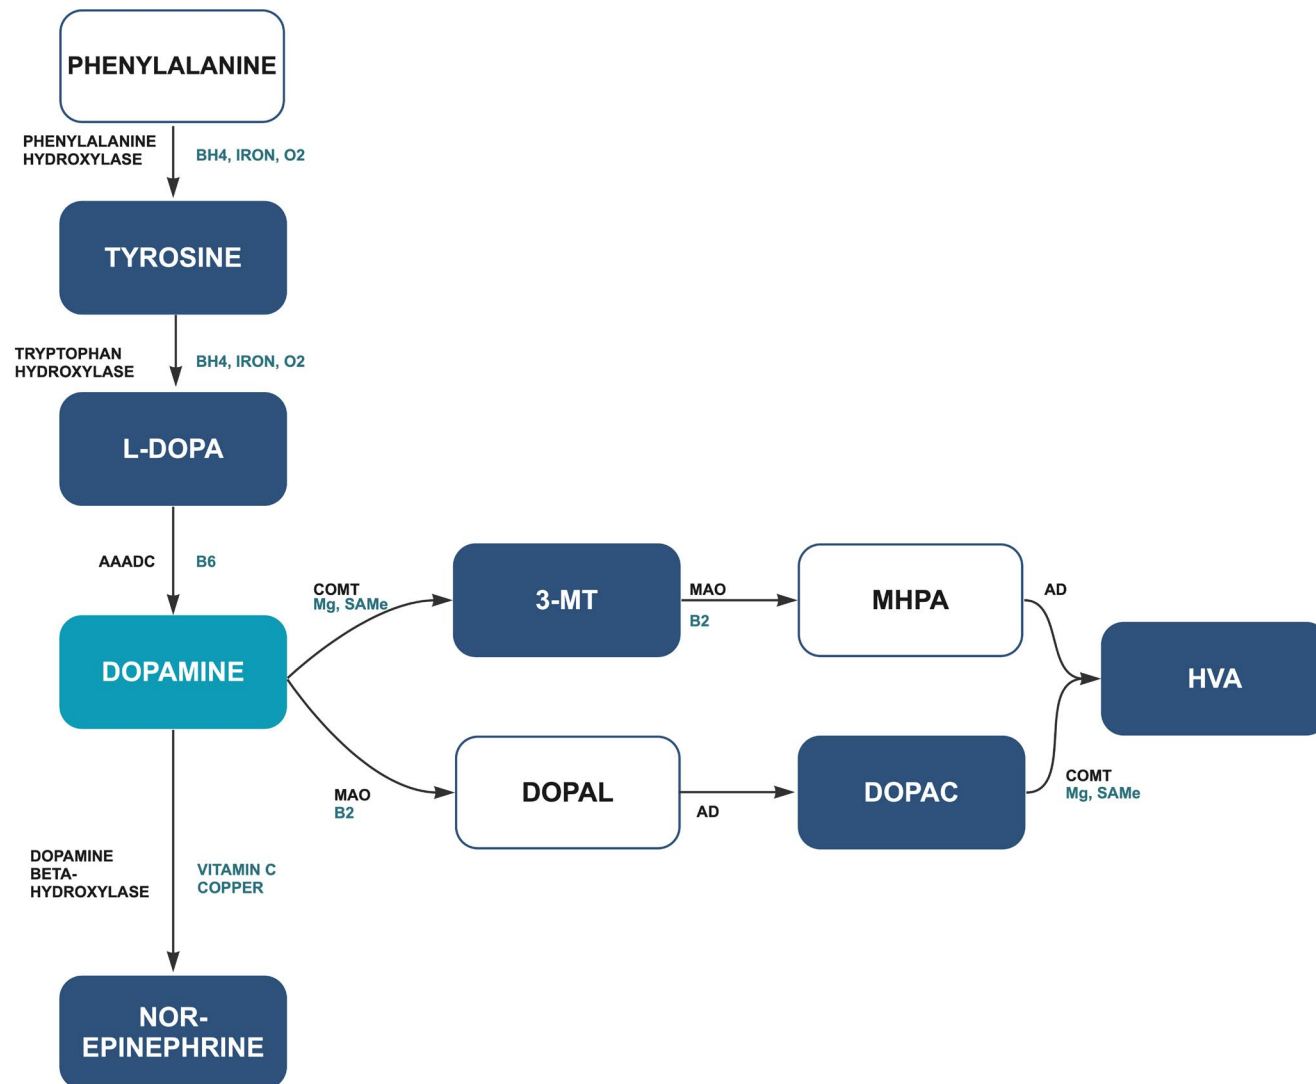 PHENYLALANINE
PHENYLALANINE
HYDROXYLASE
BH4, IRON, O2
TYROSINE
TRYPTOPHAN
HYDROXYLASE
BH4, IRON, O2
L-DOPA
AAADC
B6
DOPAMINE
COMT
Mg, SAMe
3-MT
MAO
B2
MHPA
AD
HVA
MAO
B2
DOPAL
AD
DOPAC
COMT
Mg, SAMe
DOPAMINE
BETA-
HYDROXYLASE
VITAMIN C
COPPER
NOR-
EPINEPHRINE